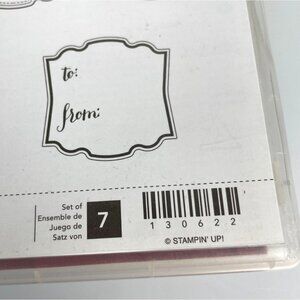 to:
from:
Set of
Ensemble de
Juego de
Satz von
7
130622
© STAMPIN' UP!